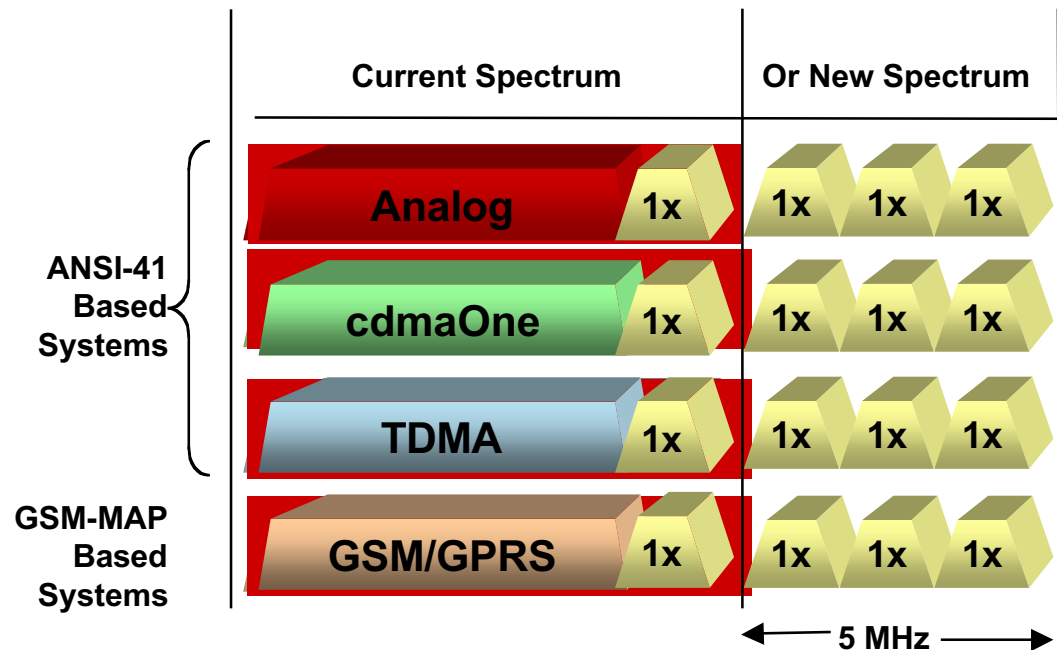 Current Spectrum
Or New Spectrum
ANSI-41
Based
Systems
Analog
1x
1x
1x
1x
cdmaOne
1x
1x
1x
1x
TDMA
1x
1x
1x
1x
GSM-MAP
Based
Systems
GSM/GPRS
1x
1x
1x
1x
5 MHz